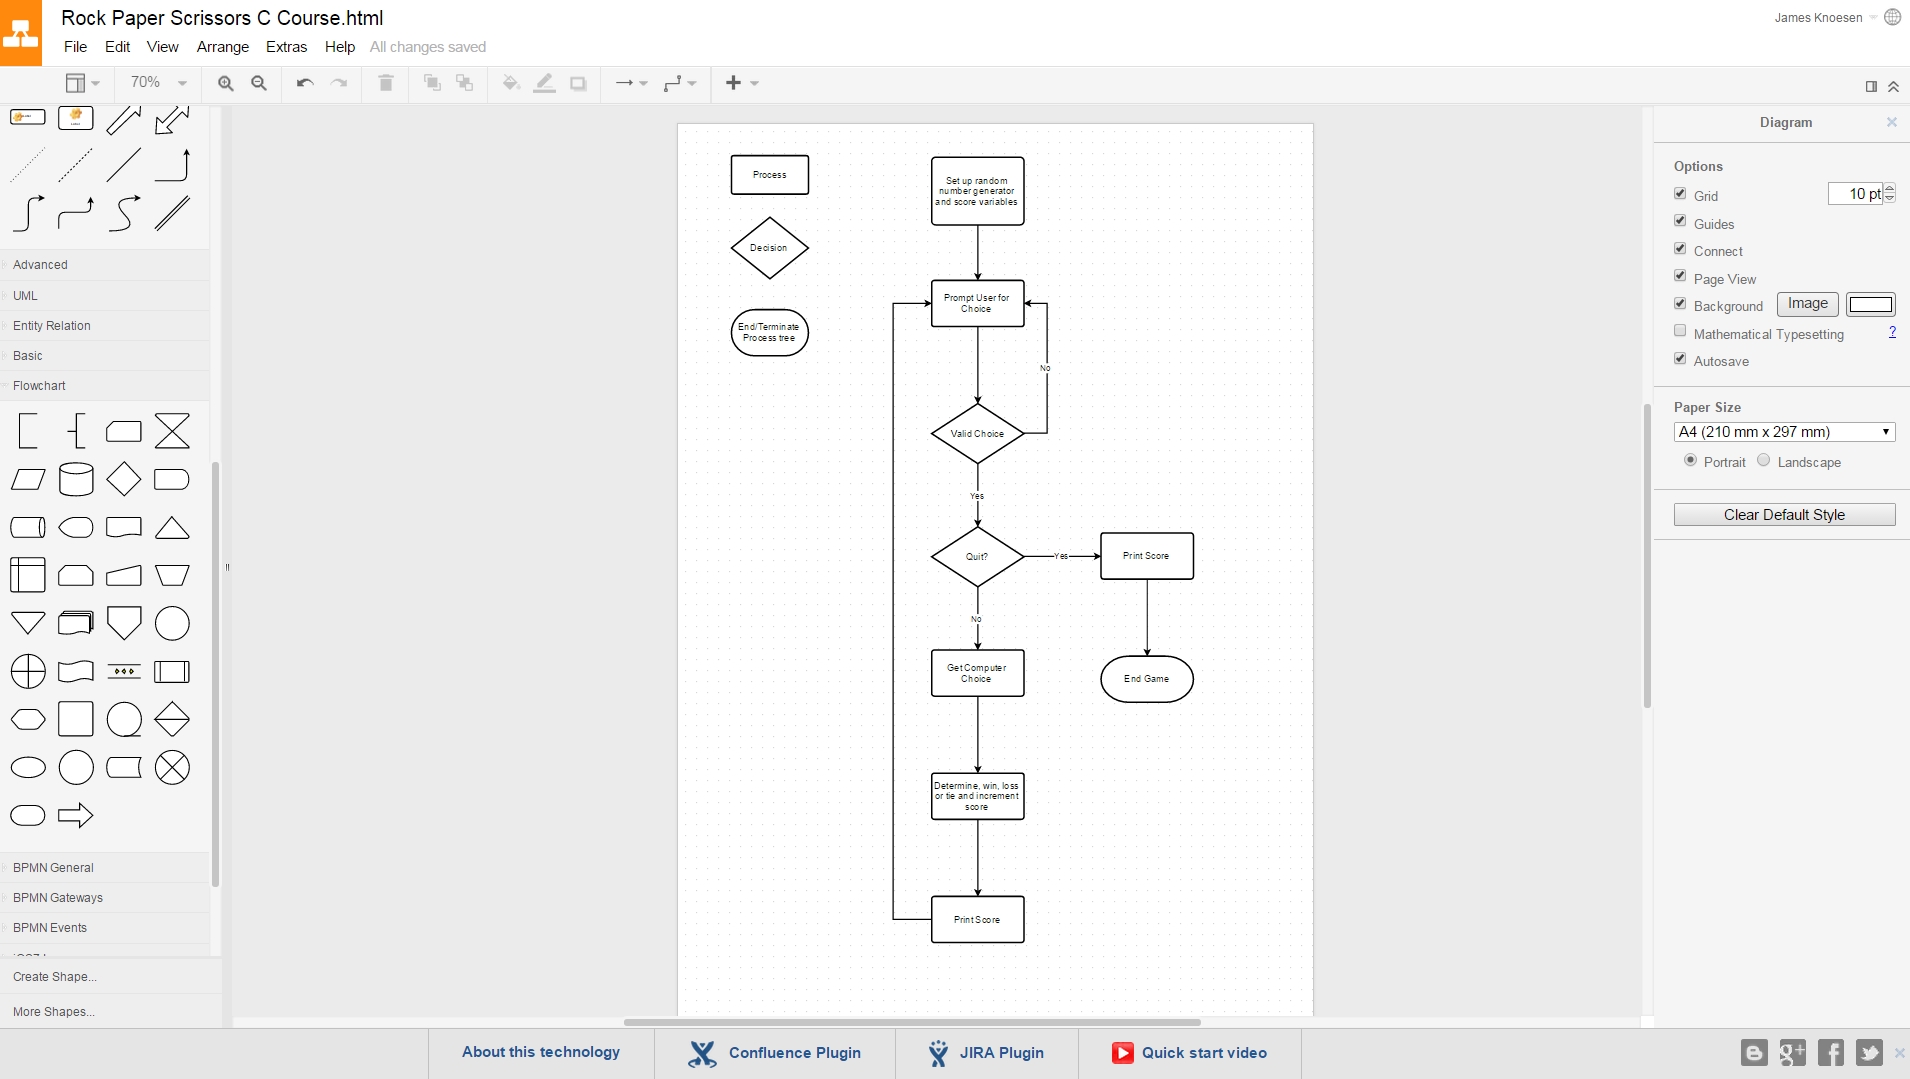 Rock Paper Scissors C Course.html
James Knoesen
File Edit View Arrange Extras Help All changes saved
70%
Advanced
UML
Entity Relation
Basic
Flowchart
BPMN General
BPMN Gateways
BPMN Events
Create Shape...
More Shapes...
Process
Decision
End/Terminate
Process tree
Set up random
number generator
and score variables
Prompt User for
Choice
No
Valid Choice
Yes
Quit?
Yes
Print Score
No
Get Computer
Choice
End Game
Determine, win, loss
or tie and increment
score
Print Score
Diagram
Options
Grid 10 pt
Guides
Connect
Page View
Background Image
Mathematical Typesetting ?
Autosave
Paper Size
A4 (210 mm x 297 mm)
Portrait Landscape
Clear Default Style
About this technology Confluence Plugin JIRA Plugin Quick start video